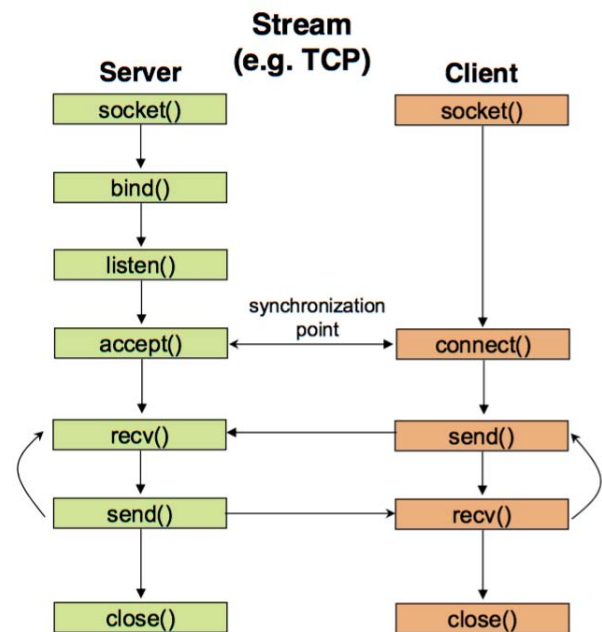 Stream
(e.g. TCP)
Server
Client
socket()
socket()
bind()
listen()
synchronization
point
accept()
connect()
recv()
send()
send()
recv()
close()
close()